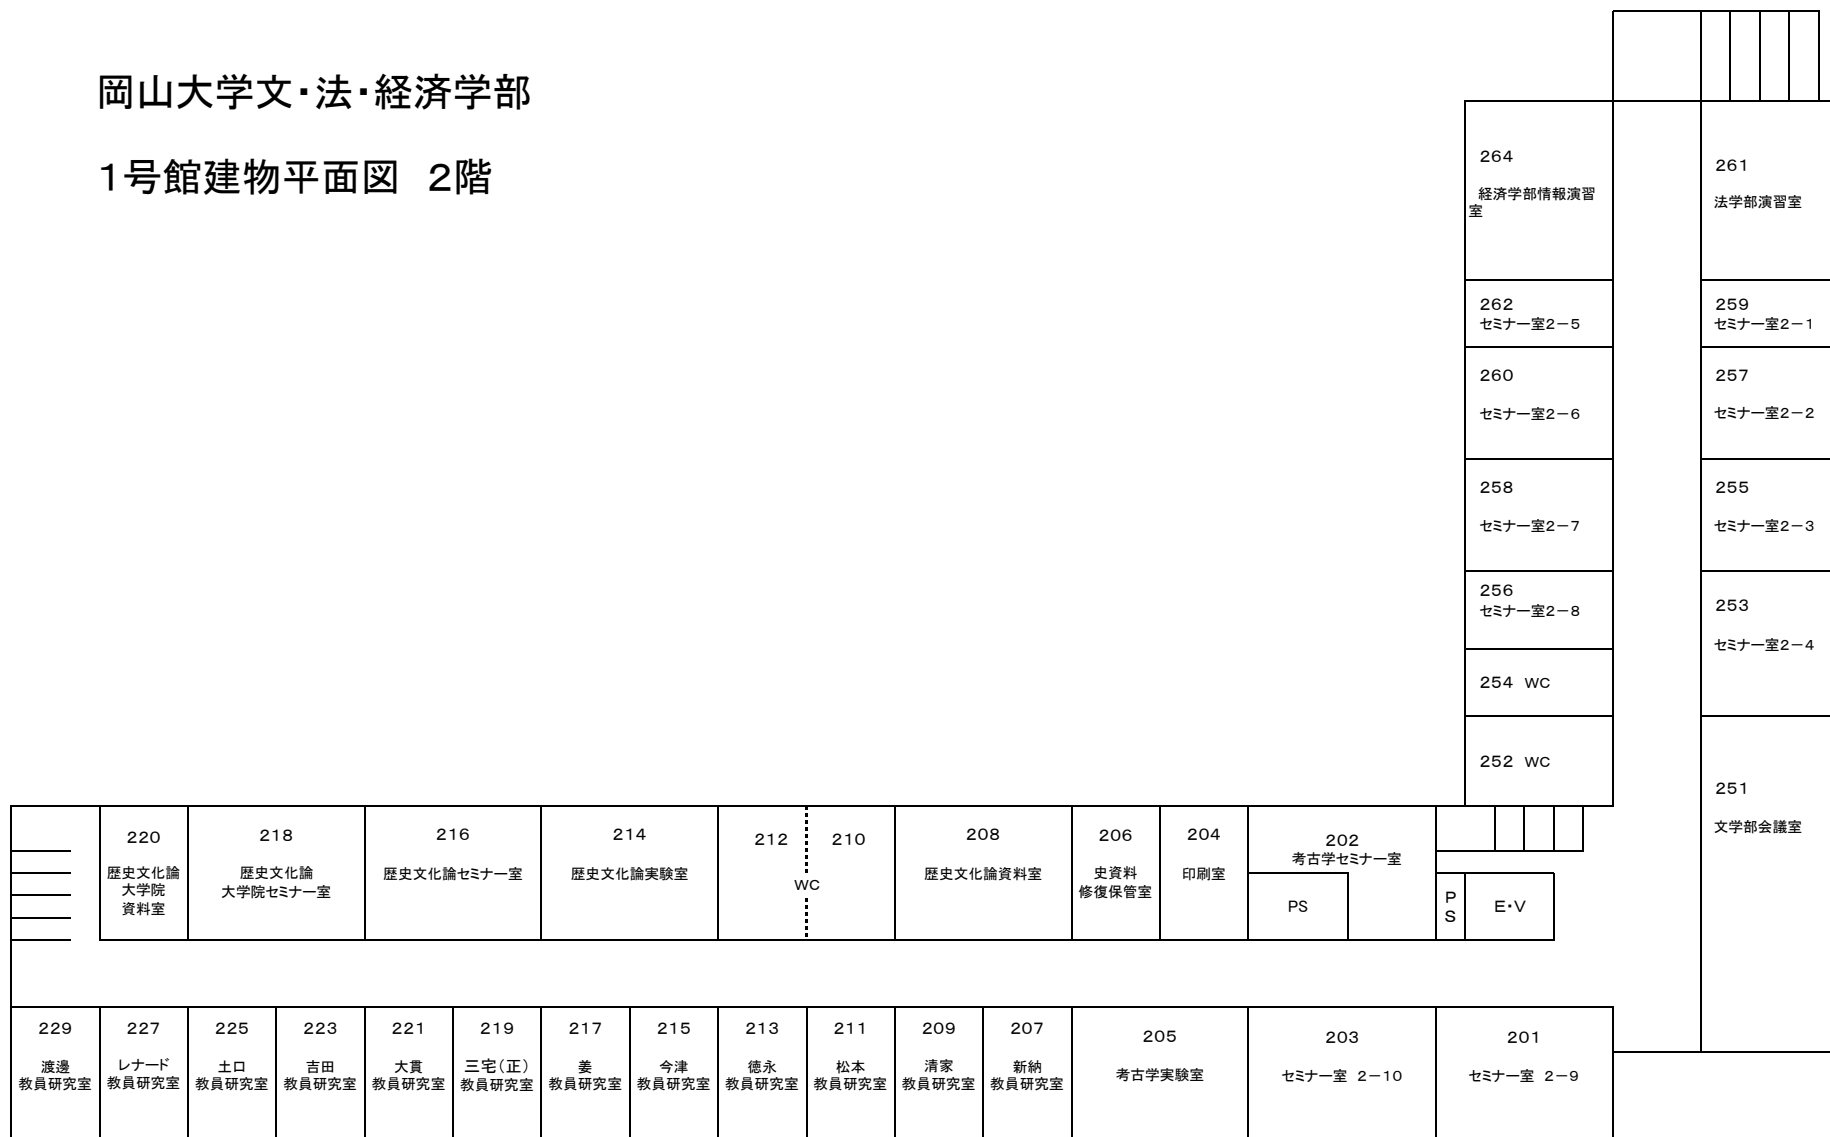 岡山大学文・法・経済学部
1号館建物平面図　2階
264
経済学部情報演習
室
261
法学部演習室
262
セミナー室2－5
259
セミナー室2－1
260
セミナー室2－6
257
セミナー室2－2
258
セミナー室2－7
255
セミナー室2－3
256
セミナー室2－8
253
セミナー室2－4
254 WC
252 WC
251
文学部会議室
220
歴史文化論
大学院
資料室
218
歴史文化論
大学院セミナー室
216
歴史文化論セミナー室
214
歴史文化論実験室
212
210
WC
208
歴史文化論資料室
206
史資料
修復保管室
204
印刷室
202
考古学セミナー室
PS
P
S
E・V
229
渡邊
教員研究室
227
レナード
教員研究室
225
土口
教員研究室
223
吉田
教員研究室
221
大貫
教員研究室
219
三宅（正）
教員研究室
217
姜
教員研究室
215
今津
教員研究室
213
徳永
教員研究室
211
松本
教員研究室
209
清家
教員研究室
207
新納
教員研究室
205
考古学実験室
203
セミナー室 2－10
201
セミナー室 2－9